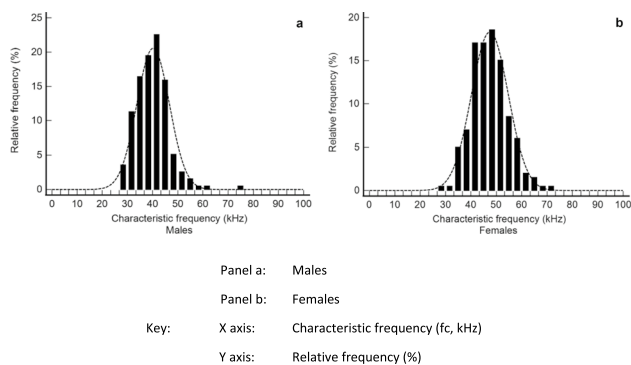 a
25
20
15
10
5
0
Relative frequency (%)
0 10 20 30 40 50 60 70 80 90 100
Characteristic frequency (kHz)
Males
b
20
15
10
5
0
Relative frequency (%)
0 10 20 30 40 50 60 70 80 90 100
Characteristic frequency (kHz)
Females
Panel a: Males
Panel b: Females
Key: X axis: Characteristic frequency (fc, kHz)
Y axis: Relative frequency (%)